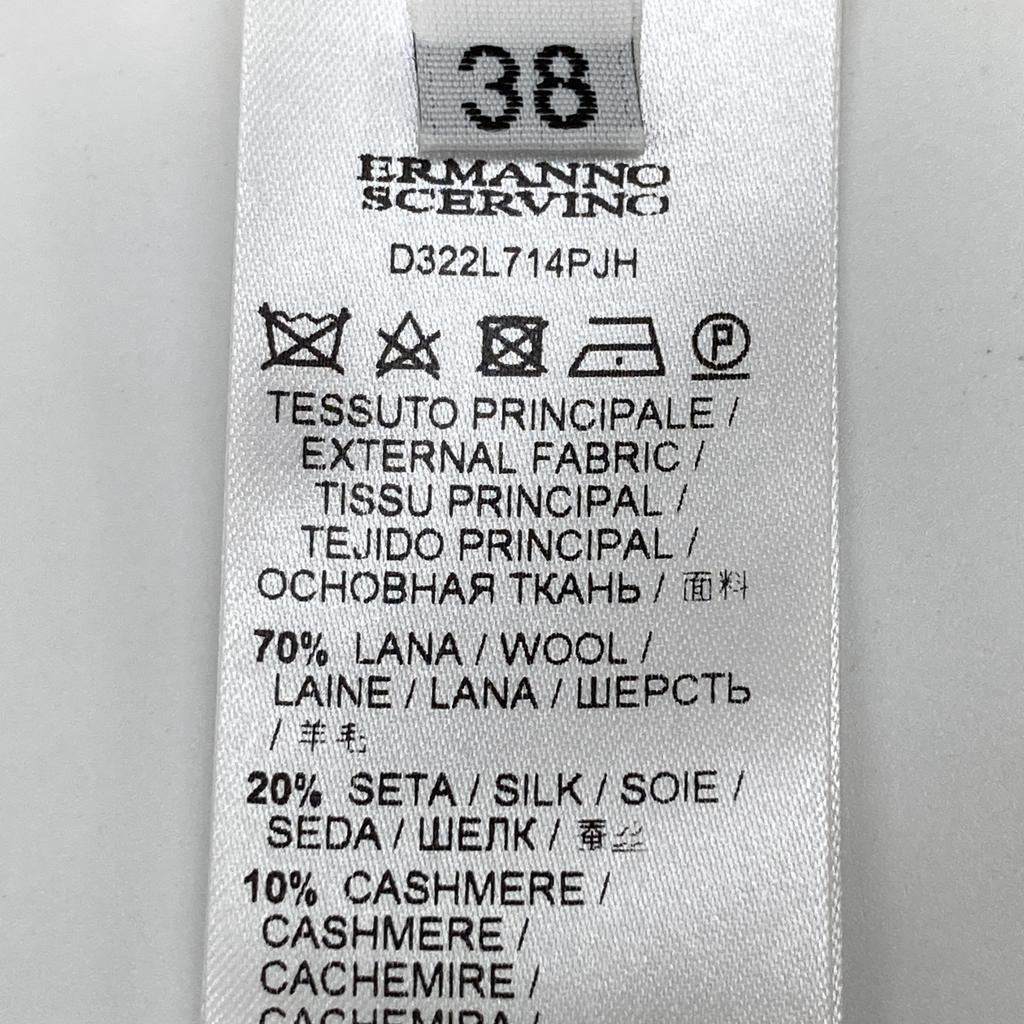 38
ERMANNO
SCERVINO
D322L714PJH
P
TESSUTO PRINCIPALE /
EXTERNAL FABRIC /
TISSU PRINCIPAL /
TEJIDO PRINCIPAL /
ОСНОВНАЯ ТКАНЬ / 面料
70% LANA / WOOL /
LAINE / LANA / ШЕРСТЬ
/ 羊毛
20% SETA / SILK / SOIE /
SEDA / ШЕЛК / 蚕丝
10% CASHMERE /
CASHMERE /
CACHEMIRE /
CACHEMIRA /